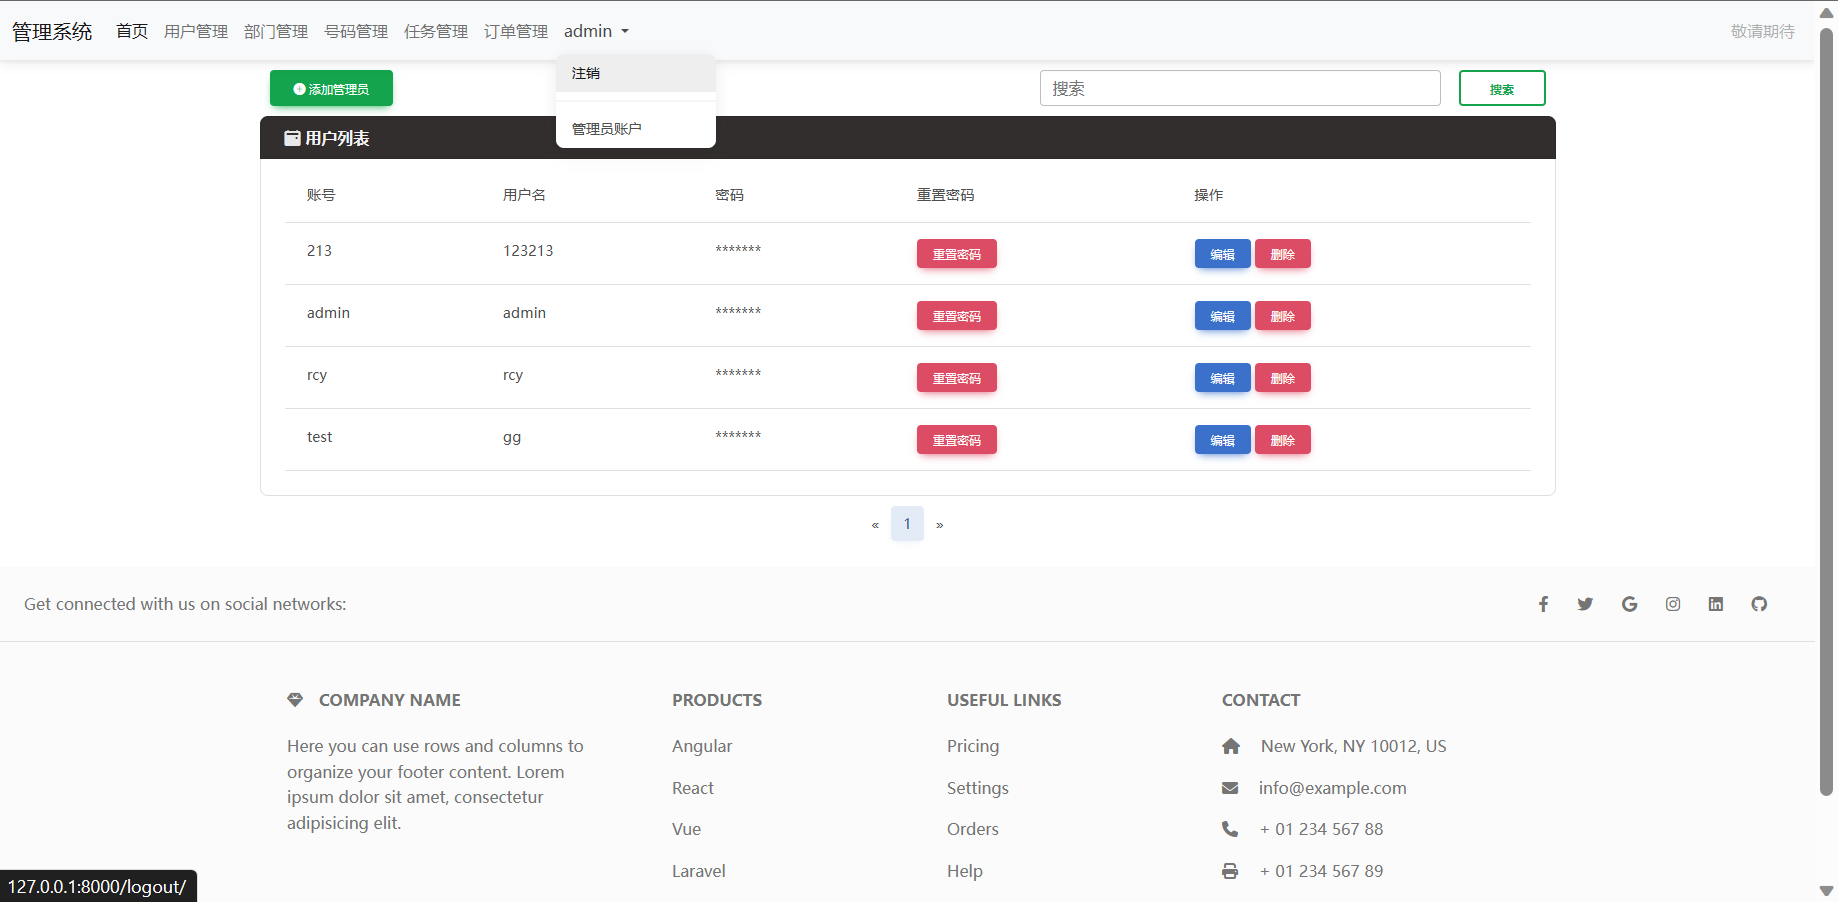 管理系统 首页 用户管理 部门管理 号码管理 任务管理 订单管理 admin 敬请期待
注销
管理员账户
添加管理员 搜索 搜索
用户列表
账号 用户名 密码 重置密码 操作
213 123213 ******* 重置密码 编辑 删除
admin admin ******* 重置密码 编辑 删除
rcy rcy ******* 重置密码 编辑 删除
test gg ******* 重置密码 编辑 删除
« 1 »
Get connected with us on social networks:
COMPANY NAME
Here you can use rows and columns to
organize your footer content. Lorem
ipsum dolor sit amet, consectetur
adipisicing elit.
PRODUCTS
Angular
React
Vue
Laravel
USEFUL LINKS
Pricing
Settings
Orders
Help
CONTACT
New York, NY 10012, US
info@example.com
+ 01 234 567 88
+ 01 234 567 89
127.0.0.1:8000/logout/